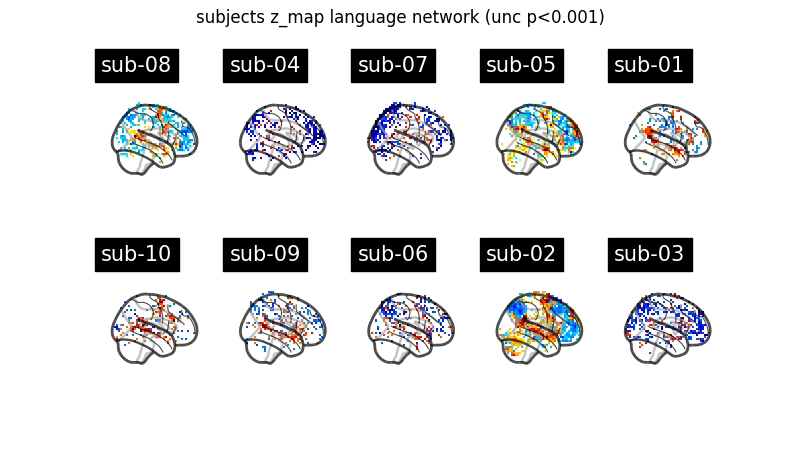 subjects z_map language network (unc p<0.001)
sub-08
sub-04
sub-07
sub-05
sub-01
sub-10
sub-09
sub-06
sub-02
sub-03